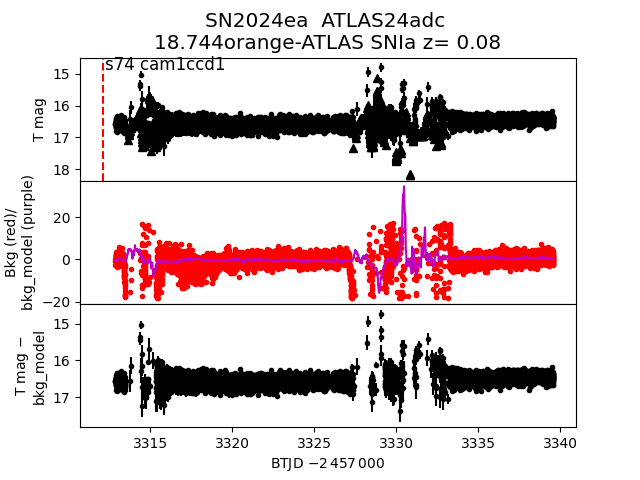 SN2024ea  ATLAS24adc
18.744orange-ATLAS SNIa z= 0.08
s74 cam1ccd1
T mag
15
16
17
18
Bkg (red)/
bkg_model (purple)
20
0
−20
T mag −
bkg_model
15
16
17
3315
3320
3325
3330
3335
3340
BTJD −2 457 000